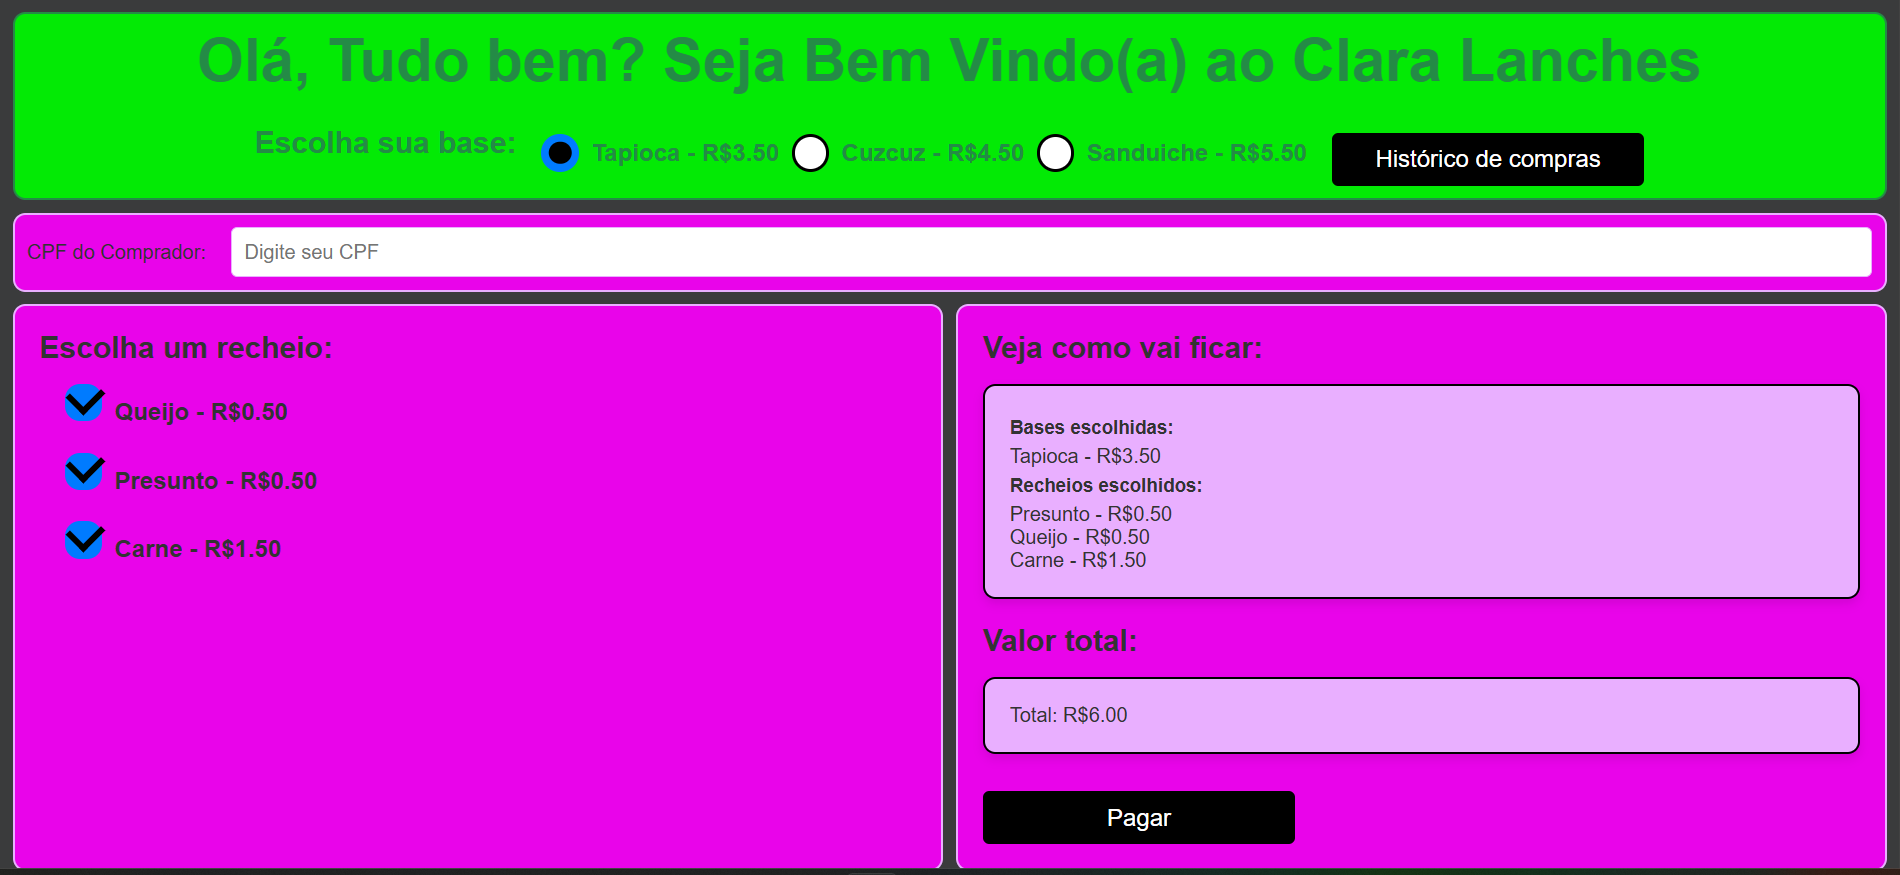 Olá, Tudo bem? Seja Bem Vindo(a) ao Clara Lanches
Escolha sua base: Tapioca - R$3.50 Cuzcuz - R$4.50 Sanduiche - R$5.50 Histórico de compras
CPF do Comprador: Digite seu CPF
Escolha um recheio:
Queijo - R$0.50
Presunto - R$0.50
Carne - R$1.50
Veja como vai ficar:
Bases escolhidas:
Tapioca - R$3.50
Recheios escolhidos:
Presunto - R$0.50
Queijo - R$0.50
Carne - R$1.50
Valor total:
Total: R$6.00
Pagar